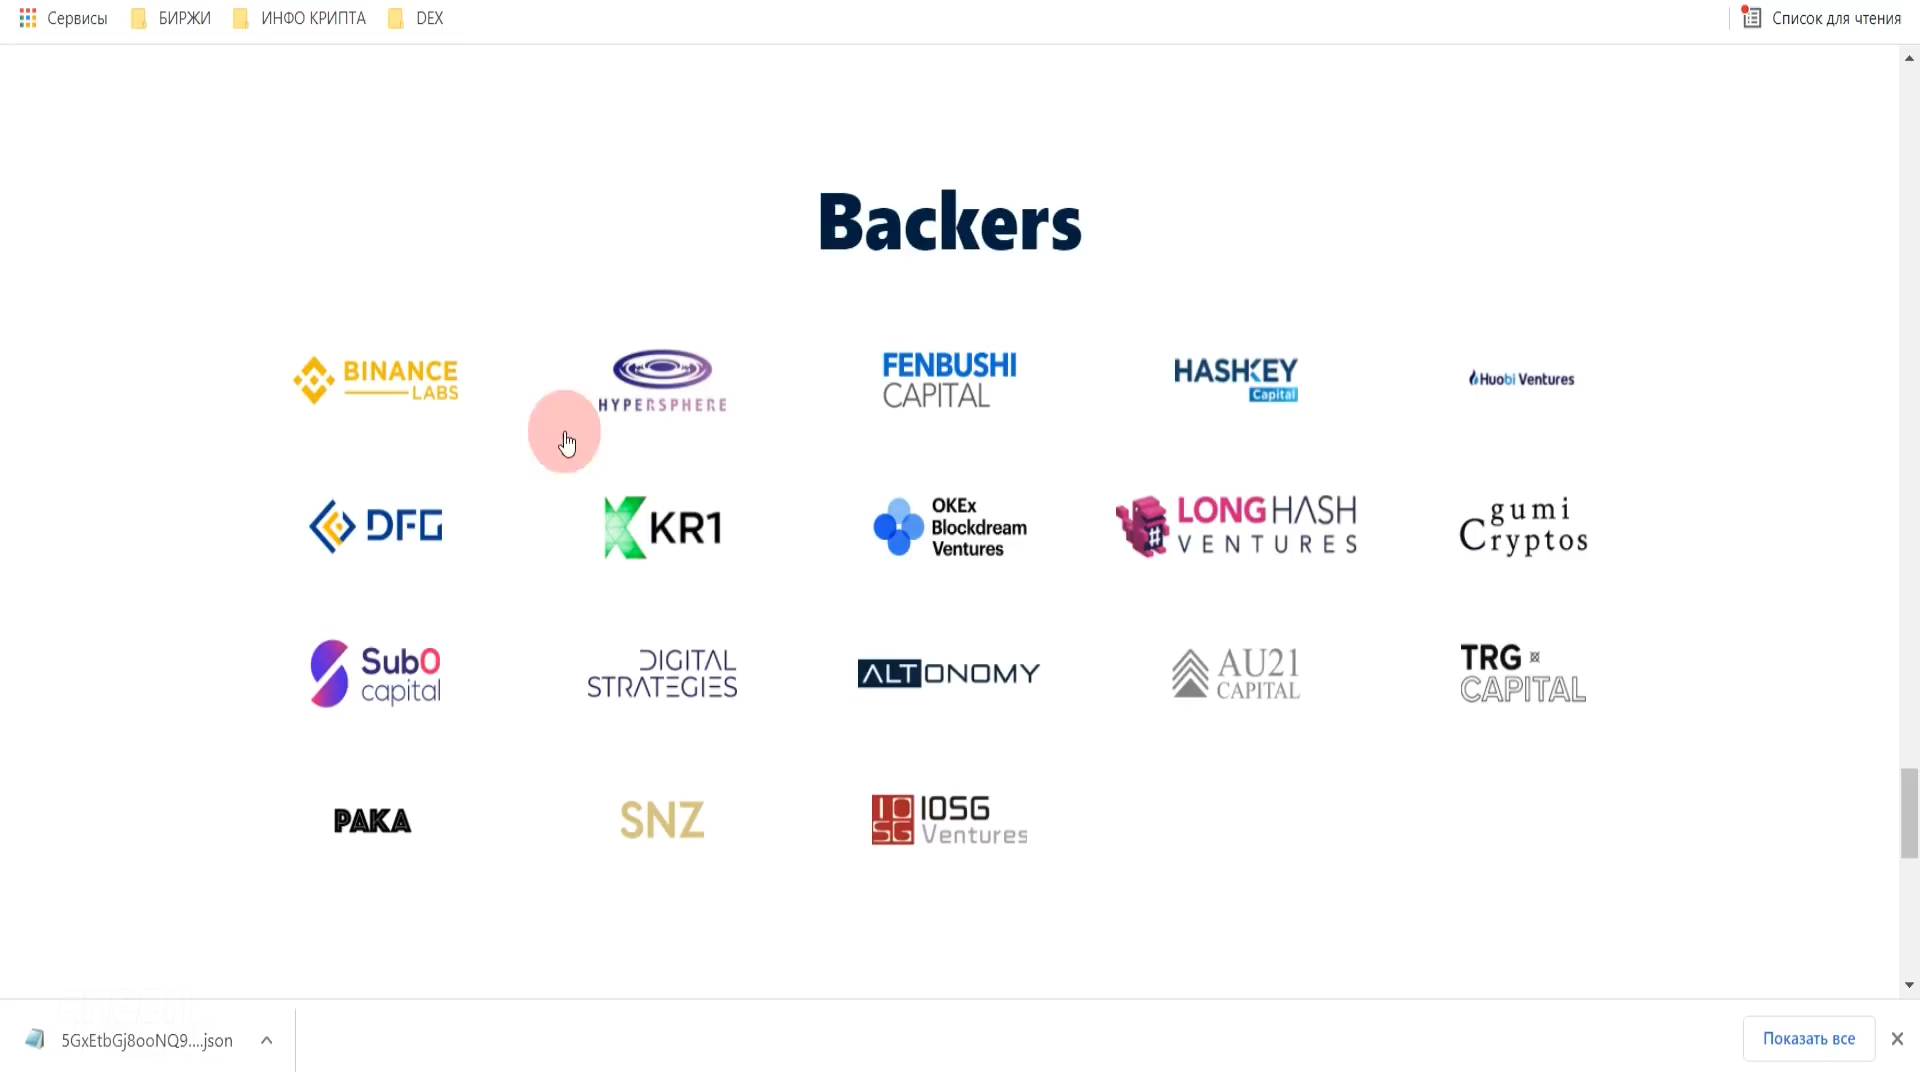 Сервисы БИРЖИ ИНФО КРИПТА DEX Список для чтения
Backers
BINANCE LABS
HYPERSPHERE
FENBUSHI CAPITAL
HASHKEY Capital
Huobi Ventures
DFG
KR1
OKEx Blockdream Ventures
LONGHASH VENTURES
gumi Cryptos
Sub0 capital
DIGITAL STRATEGIES
ALTONOMY
AU21 CAPITAL
TRG CAPITAL
PAKA
SNZ
IOSG IOSG Ventures
5GxEtbGj8ooNQ9....json Показать все